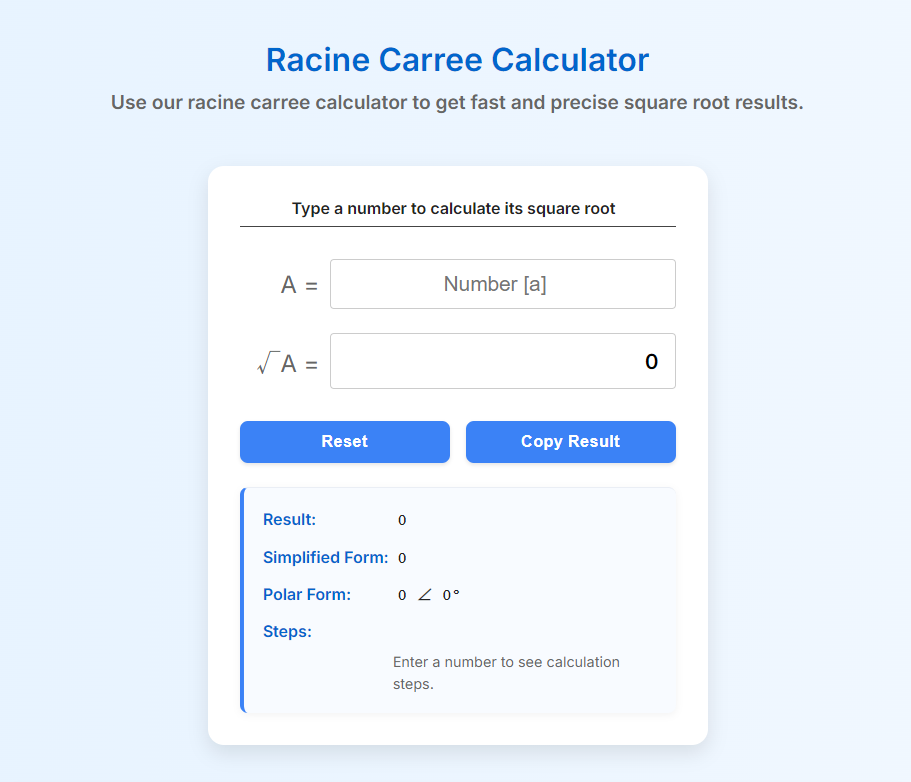 Racine Carree Calculator
Use our racine carree calculator to get fast and precise square root results.
Type a number to calculate its square root
A = Number [a]
√A = 0
Reset Copy Result
Result: 0
Simplified Form: 0
Polar Form: 0 ∠ 0°
Steps:
Enter a number to see calculation
steps.